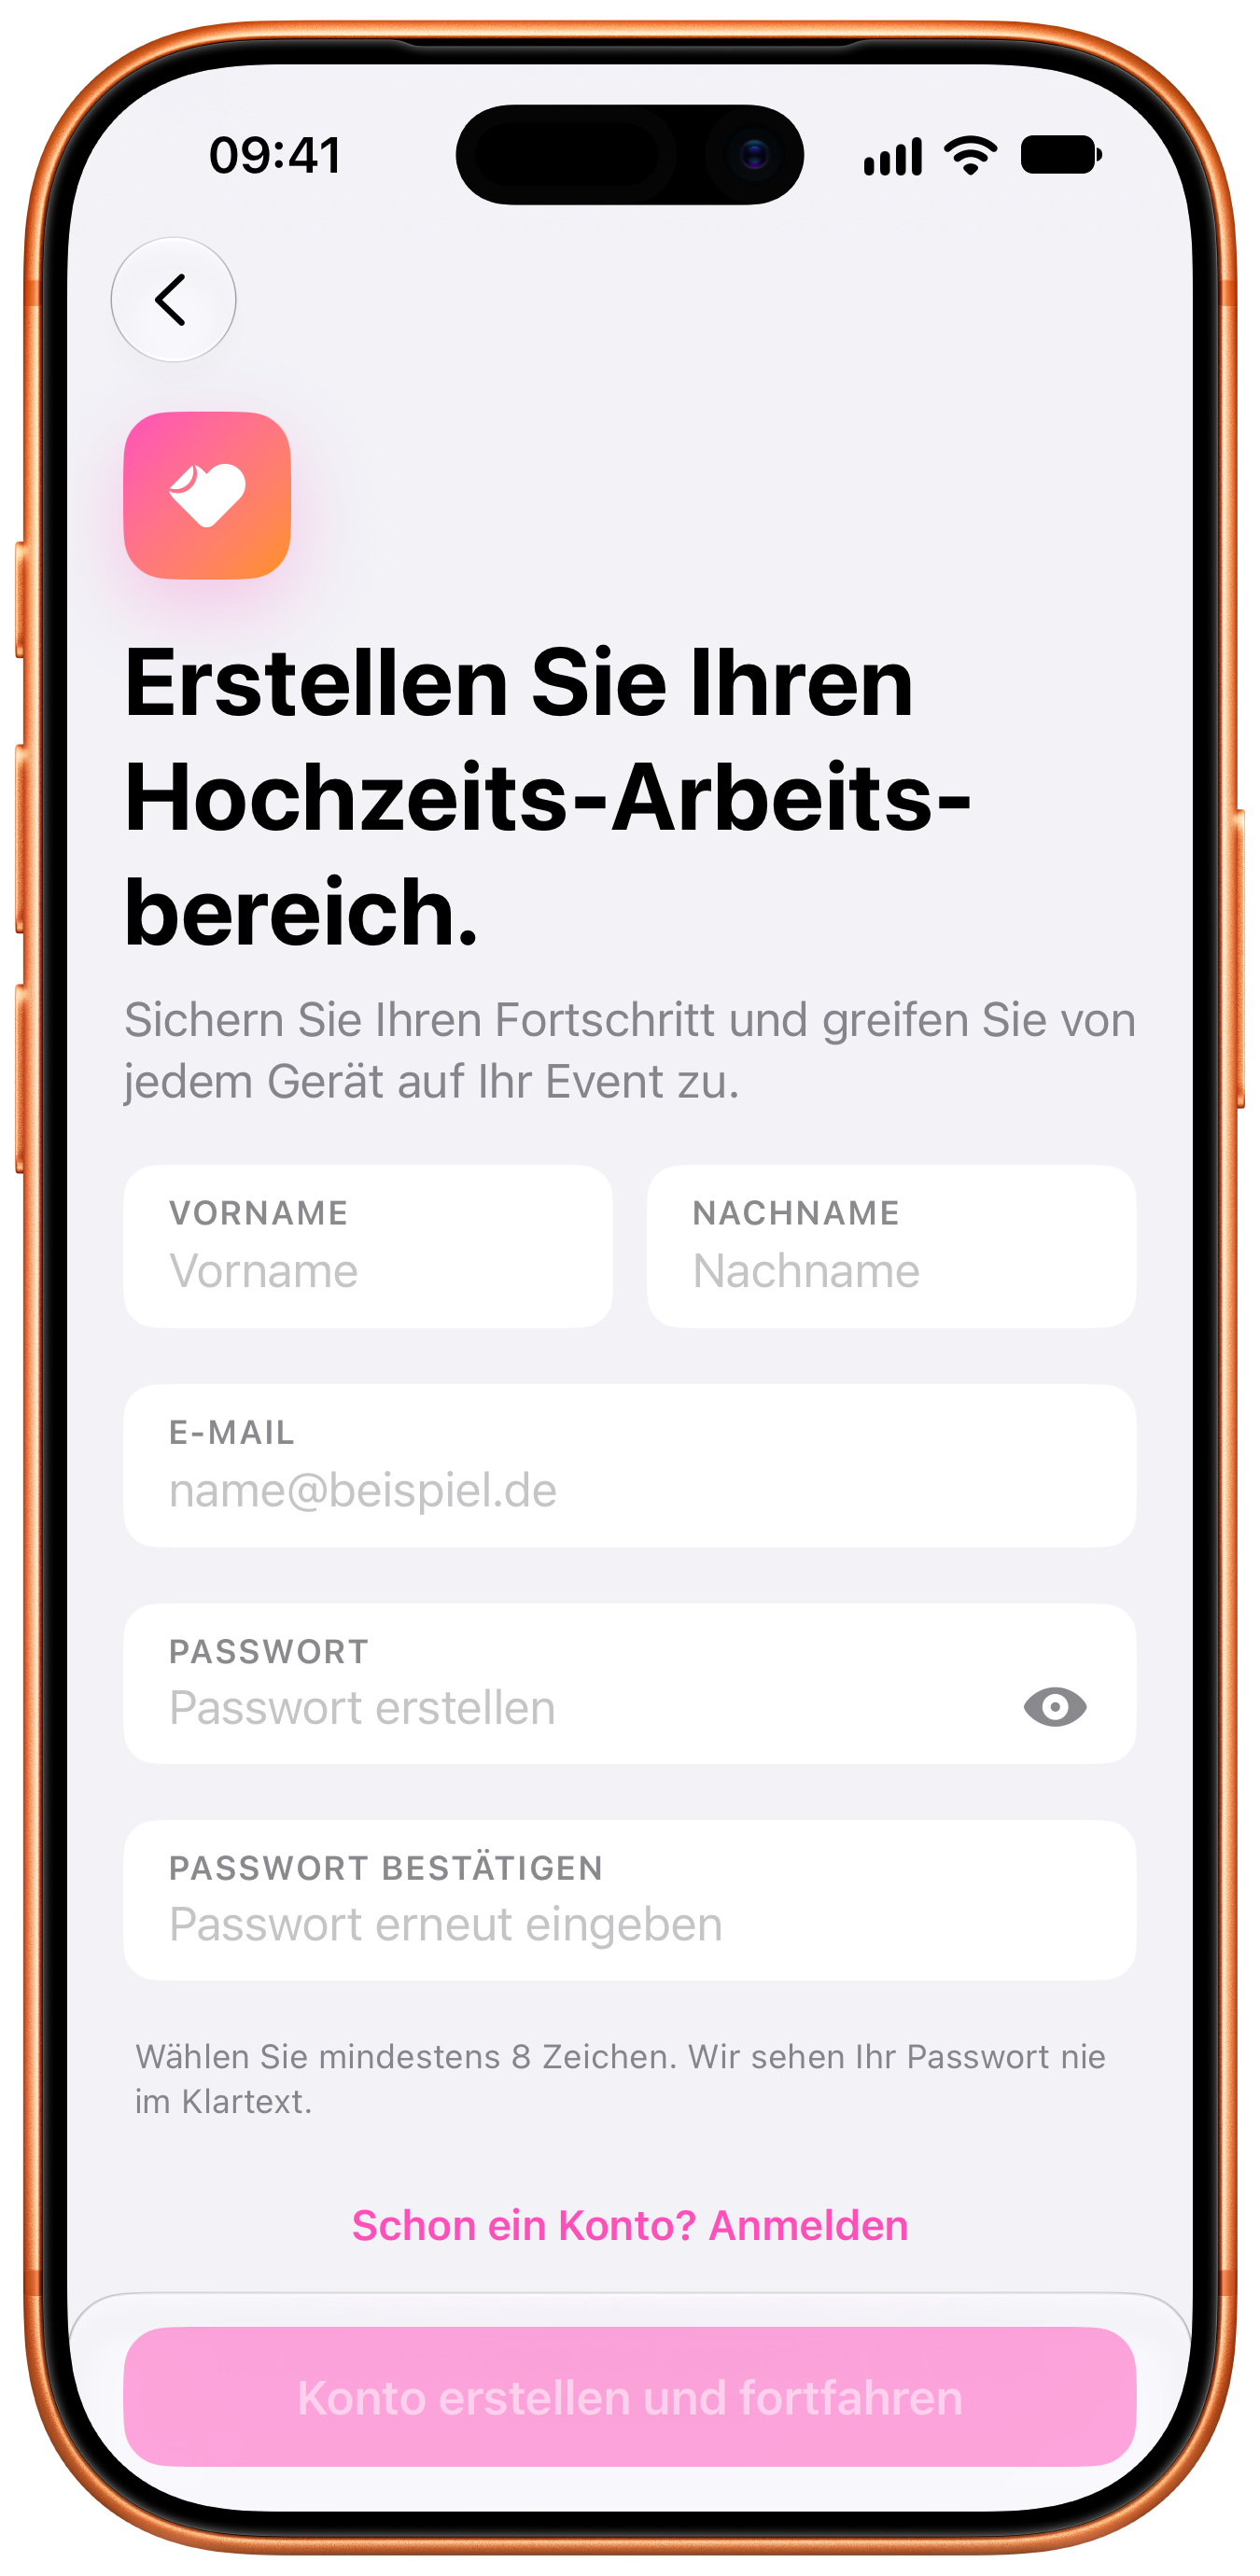 09:41
Erstellen Sie Ihren
Hochzeits-Arbeits-
bereich.
Sichern Sie Ihren Fortschritt und greifen Sie von
jedem Gerät auf Ihr Event zu.
VORNAME
Vorname
NACHNAME
Nachname
E-MAIL
name@beispiel.de
PASSWORT
Passwort erstellen
PASSWORT BESTÄTIGEN
Passwort erneut eingeben
Wählen Sie mindestens 8 Zeichen. Wir sehen Ihr Passwort nie
im Klartext.
Schon ein Konto? Anmelden
Konto erstellen und fortfahren